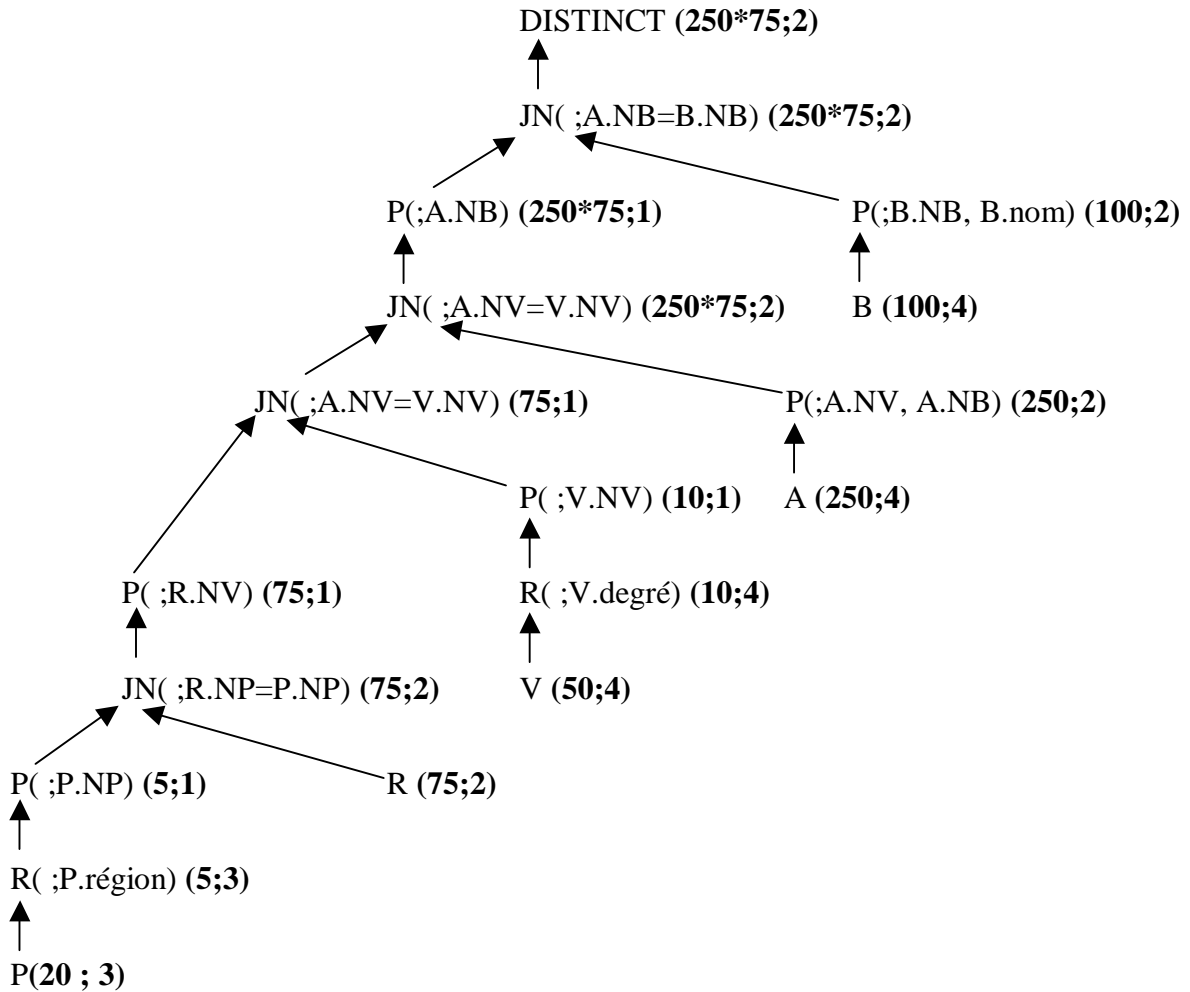 DISTINCT (250*75;2)
JN( ;A.NB=B.NB) (250*75;2)
P(;A.NB) (250*75;1)
P(;B.NB, B.nom) (100;2)
JN( ;A.NV=V.NV) (250*75;2)
B (100;4)
JN( ;A.NV=V.NV) (75;1)
P(;A.NV, A.NB) (250;2)
P( ;V.NV) (10;1)
A (250;4)
P( ;R.NV) (75;1)
R( ;V.degré) (10;4)
JN( ;R.NP=P.NP) (75;2)
V (50;4)
P( ;P.NP) (5;1)
R (75;2)
R( ;P.région) (5;3)
P(20 ; 3)